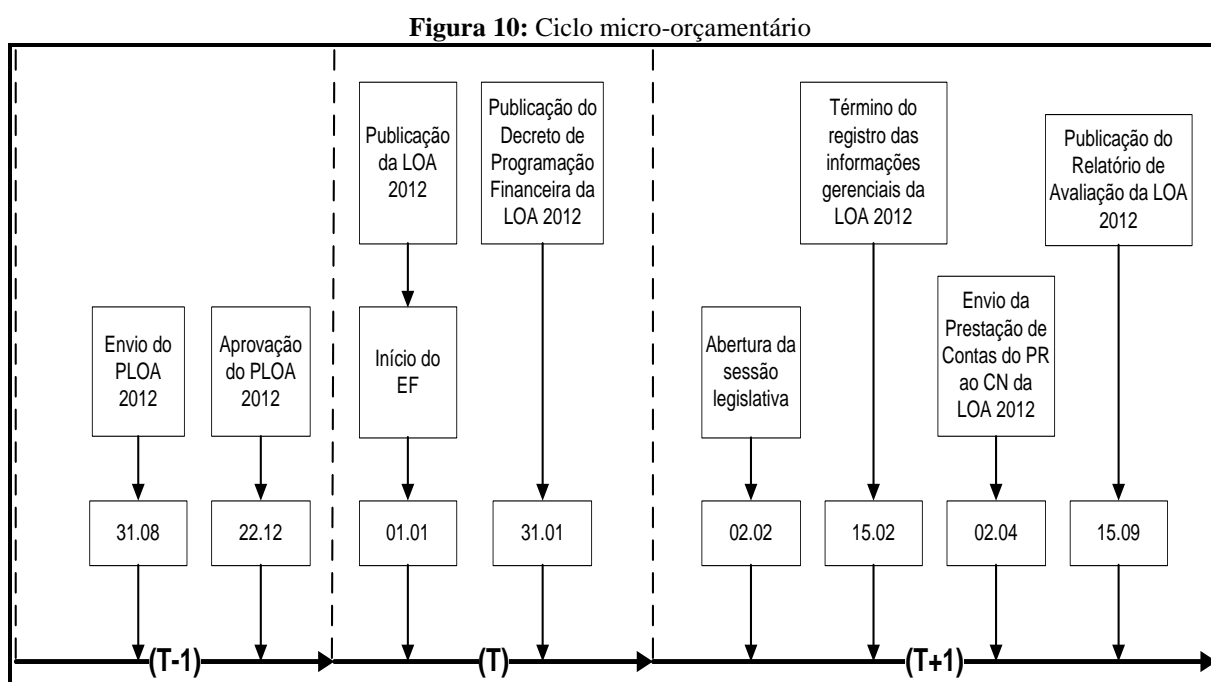 Figura 10: Ciclo micro-orçamentário
Envio do
PLOA
2012
Aprovação
do PLOA
2012
Publicação
da LOA
2012
Início do
EF
Publicação do
Decreto de
Programação
Financeira da
LOA 2012
Abertura da
sessão
legislativa
Término do
registro das
informações
gerenciais da
LOA 2012
Envio da
Prestação de
Contas do PR
ao CN da
LOA 2012
Publicação do
Relatório de
Avaliação da LOA
2012
31.08
22.12
01.01
31.01
02.02
15.02
02.04
15.09
(T-1)
(T)
(T+1)